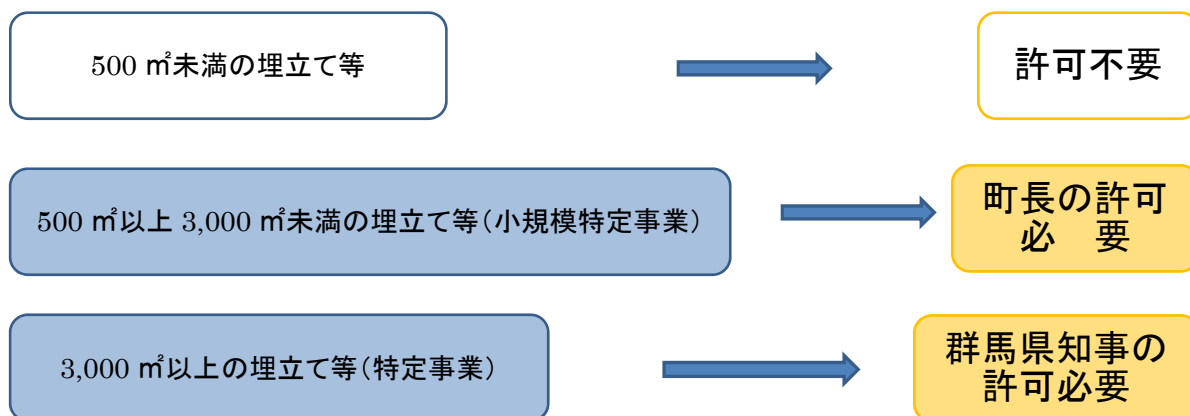 500 ㎡未満の埋立て等
許可不要
500 ㎡以上 3,000 ㎡未満の埋立て等（小規模特定事業）
町長の許可
必　要
3,000 ㎡以上の埋立て等（特定事業）
群馬県知事の
許可必要